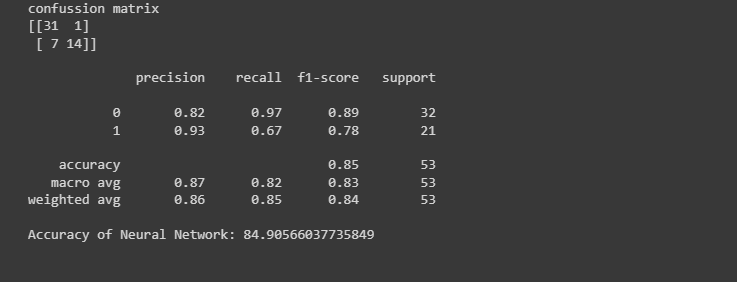 confussion matrix
[[31  1]
 [ 7 14]]
              precision    recall  f1-score   support
           0       0.82      0.97      0.89        32
           1       0.93      0.67      0.78        21
    accuracy                           0.85        53
   macro avg       0.87      0.82      0.83        53
weighted avg       0.86      0.85      0.84        53
Accuracy of Neural Network: 84.90566037735849